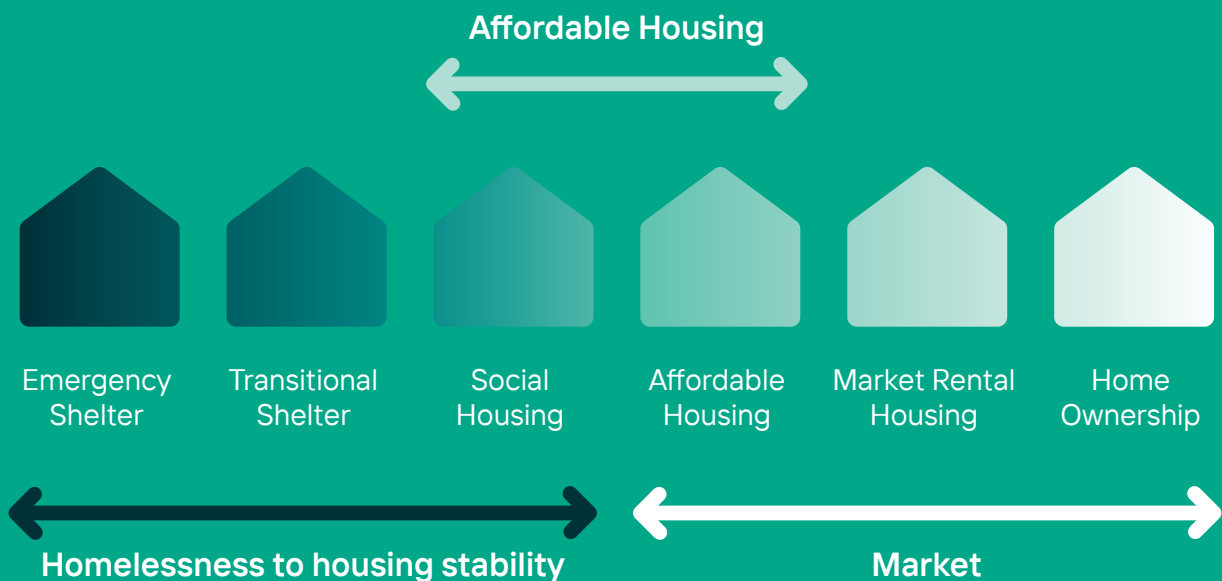 Affordable Housing
Emergency
Shelter
Transitional
Shelter
Social
Housing
Affordable
Housing
Market Rental
Housing
Home
Ownership
Homelessness to housing stability
Market